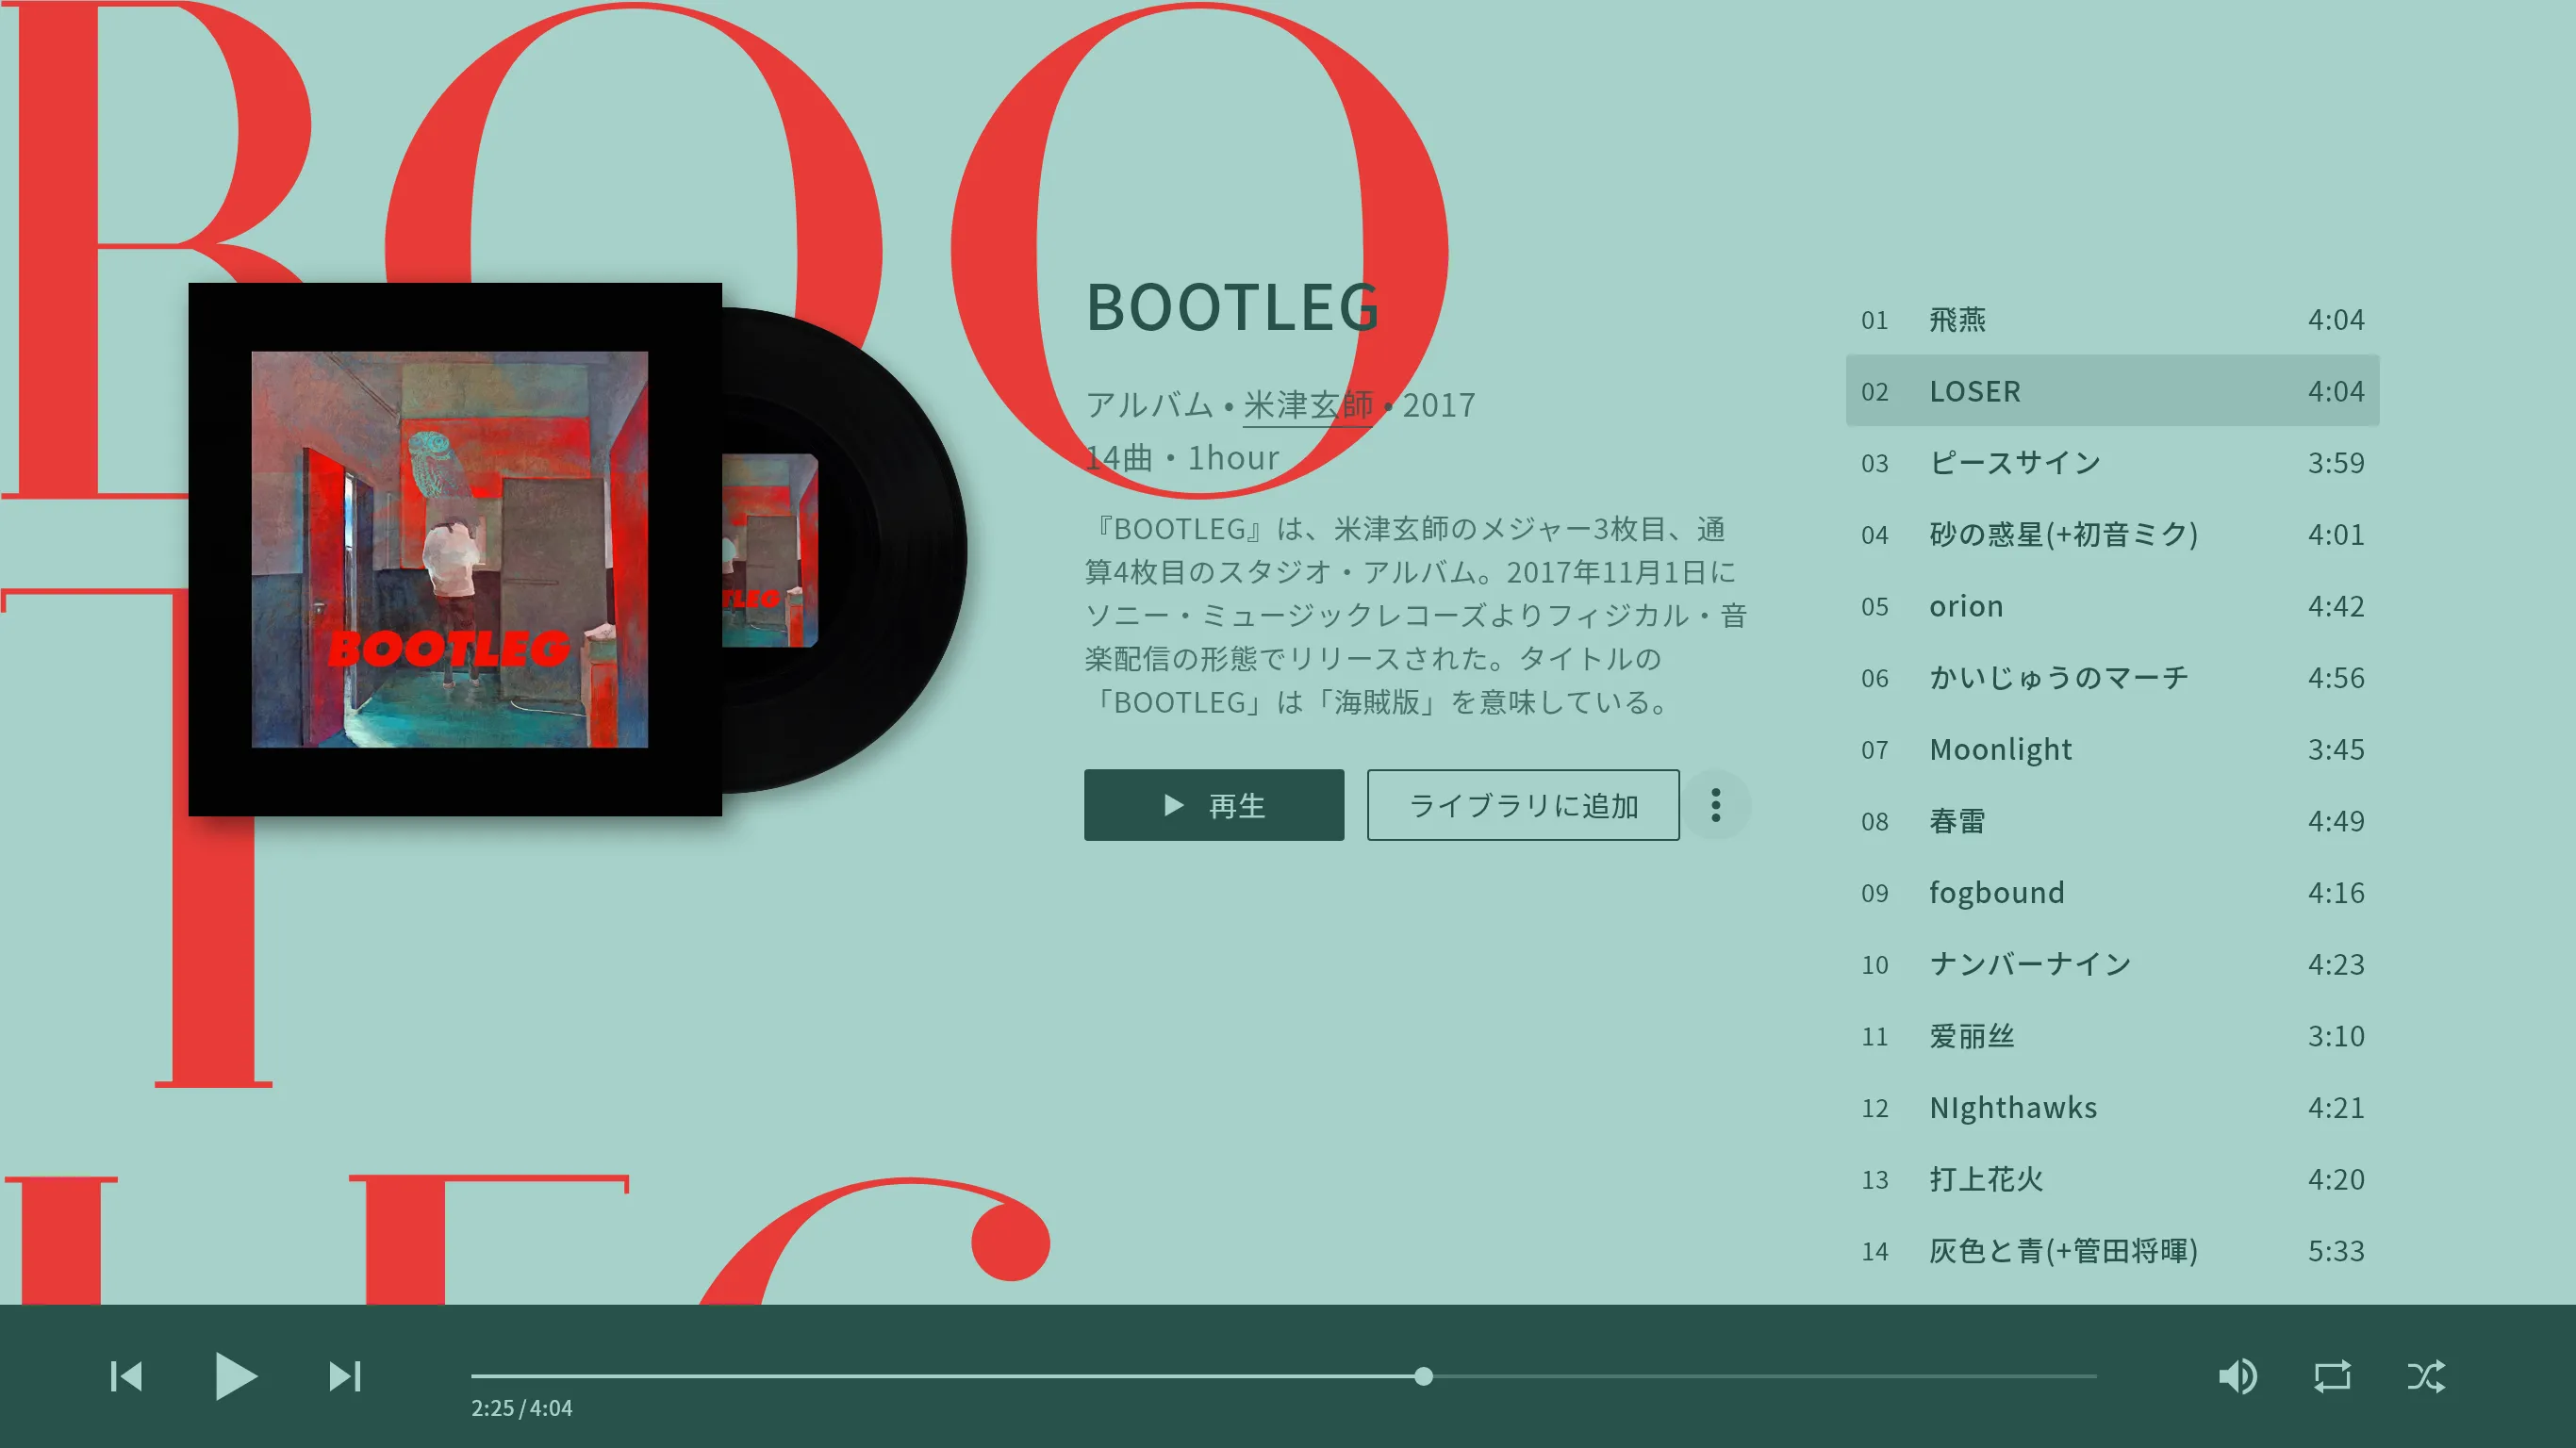 BOO
T
LEG
BOOTLEG
TLEG
BOOTLEG
アルバム • 米津玄師 • 2017
14曲・1hour
『BOOTLEG』は、米津玄師のメジャー3枚目、通
算4枚目のスタジオ・アルバム。2017年11月1日に
ソニー・ミュージックレコーズよりフィジカル・音
楽配信の形態でリリースされた。タイトルの
「BOOTLEG」は「海賊版」を意味している。
再生
ライブラリに追加
01 飛燕 4:04
02 LOSER 4:04
03 ピースサイン 3:59
04 砂の惑星(+初音ミク) 4:01
05 orion 4:42
06 かいじゅうのマーチ 4:56
07 Moonlight 3:45
08 春雷 4:49
09 fogbound 4:16
10 ナンバーナイン 4:23
11 爱丽丝 3:10
12 NIghthawks 4:21
13 打上花火 4:20
14 灰色と青(+管田将暉) 5:33
2:25 / 4:04